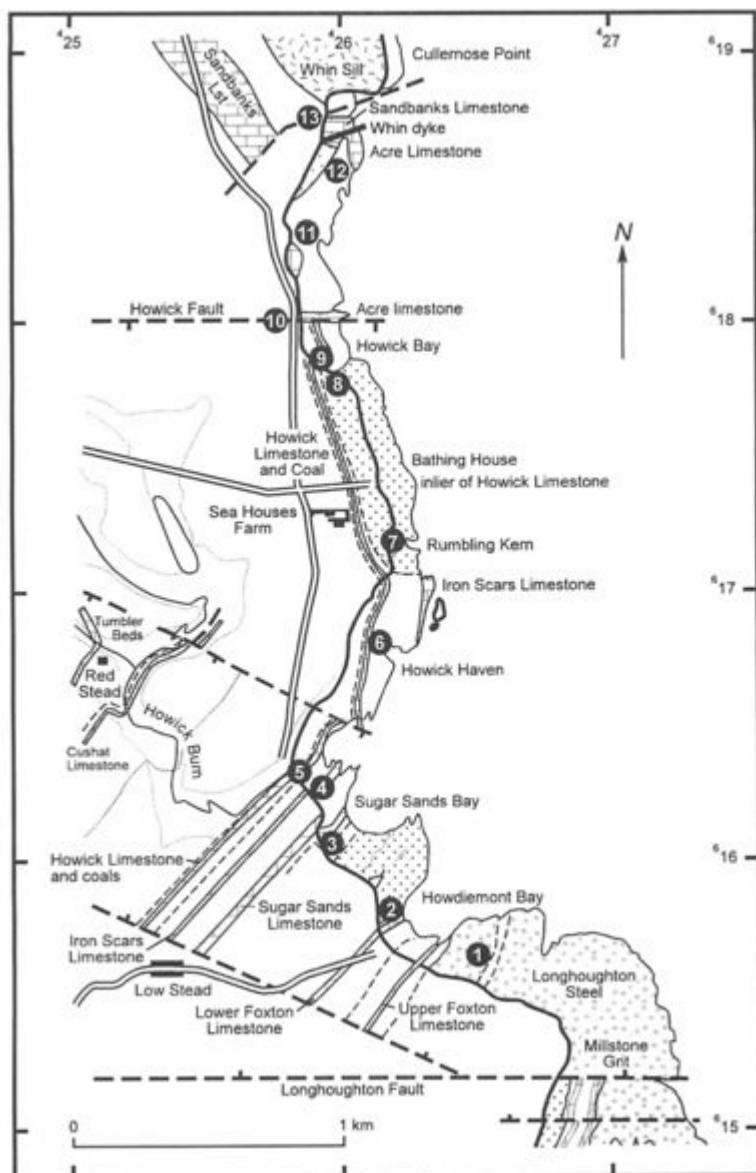 ⁴25
⁴26
⁴27
⁶19
Sandbanks
Lst
Whin Sill
Cullernose Point
13
Sandbanks Limestone
Whin dyke
Acre Limestone
12
11
N
Howick Fault
10
Acre limestone
⁶18
Howick Bay
9
8
Howick
Limestone
and Coal
Bathing House
inlier of Howick Limestone
Sea Houses
Farm
7
Rumbling Kern
Iron Scars Limestone
⁶17
Tumbler
Beds
Red
Stead
6
Howick Haven
Cushat
Limestone
Howick Burn
5
4
Sugar Sands Bay
3
⁶16
Howick Limestone
and coals
Sugar Sands
Limestone
2
Howdiemont Bay
1
Iron Scars
Limestone
Low Stead
Lower Foxton
Limestone
Upper Foxton
Limestone
Longhoughton
Steel
Millstone
Grit
Longhoughton Fault
⁶15
0
1 km